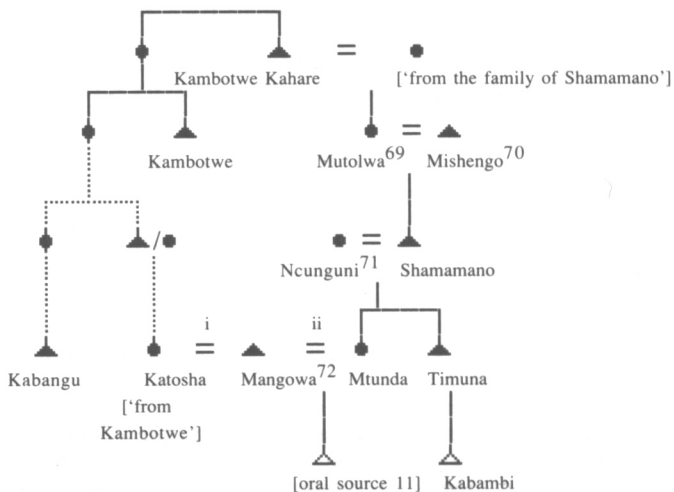 =
Kambotwe Kahare ['from the family of Shamamano']
=
Kambotwe Mutolwa69 Mishengo70
/ =
Ncunguni71 Shamamano
i ii
= =
Kabangu Katosha Mangowa72 Mtunda Timuna
['from
Kambotwe']
[oral source 11] Kabambi